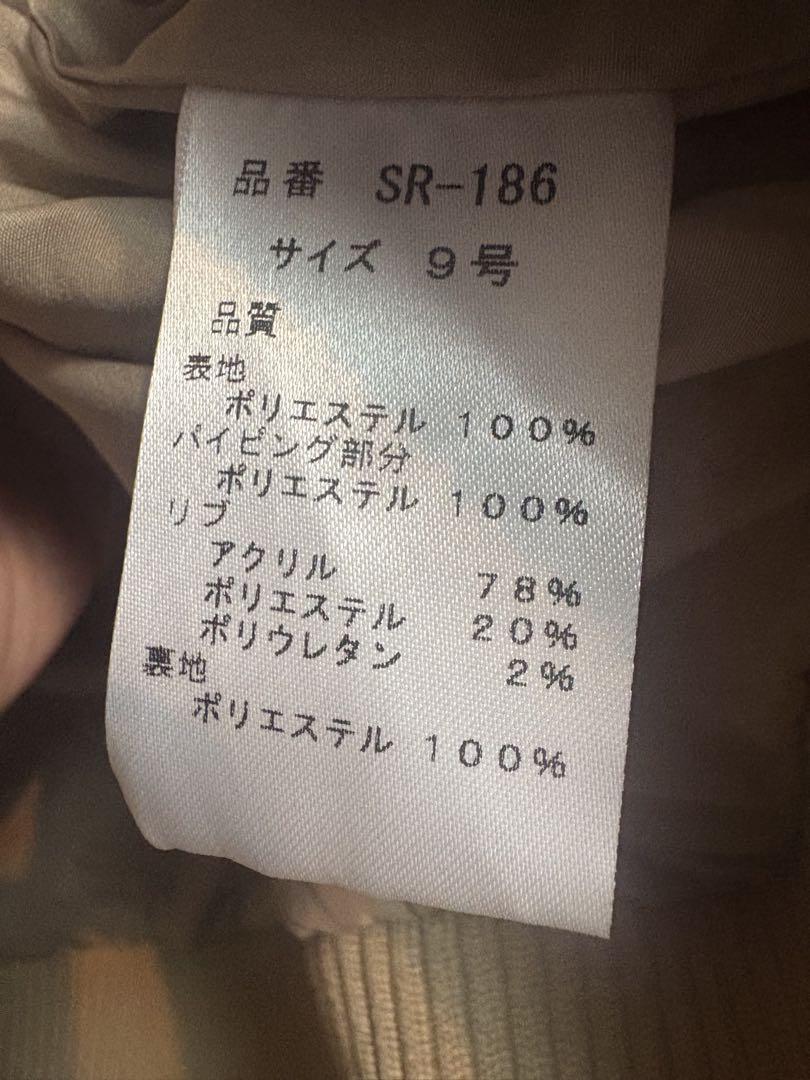 品番 SR-186
サイズ 9号
品質
表地
ポリエステル 100%
パイピング部分
ポリエステル 100%
リブ
アクリル 78%
ポリエステル 20%
ポリウレタン 2%
裏地
ポリエステル 100%